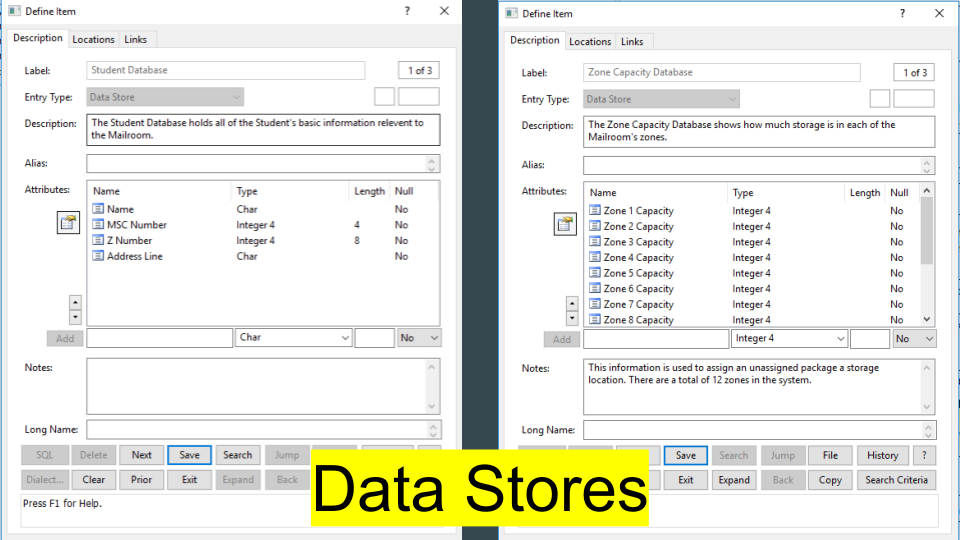 Define Item
?
Description Locations Links
Label: Student Database 1 of 3
Entry Type: Data Store
Description: The Student Database holds all of the Student's basic information relevent to
the Mailroom.
Alias:
Attributes: Name Type Length Null
Name Char No
MSC Number Integer 4 4 No
Z Number Integer 4 8 No
Address Line Char No
Add Char No
Notes:
Long Name:
SQL Delete Next Save Search Jump
Dialect... Clear Prior Exit Expand Back
Press F1 for Help.
Define Item
?
Description Locations Links
Label: Zone Capacity Database 1 of 3
Entry Type: Data Store
Description: The Zone Capacity Database shows how much storage is in each of the
Mailroom's zones.
Alias:
Attributes: Name Type Length Null
Zone 1 Capacity Integer 4 No
Zone 2 Capacity Integer 4 No
Zone 3 Capacity Integer 4 No
Zone 4 Capacity Integer 4 No
Zone 5 Capacity Integer 4 No
Zone 6 Capacity Integer 4 No
Zone 7 Capacity Integer 4 No
Zone 8 Capacity Integer 4 No
Add Integer 4 No
Notes: This information is used to assign an unassigned package a storage
location. There are a total of 12 zones in the system.
Long Name:
Save Search Jump File History ?
Exit Expand Back Copy Search Criteria
Data Stores